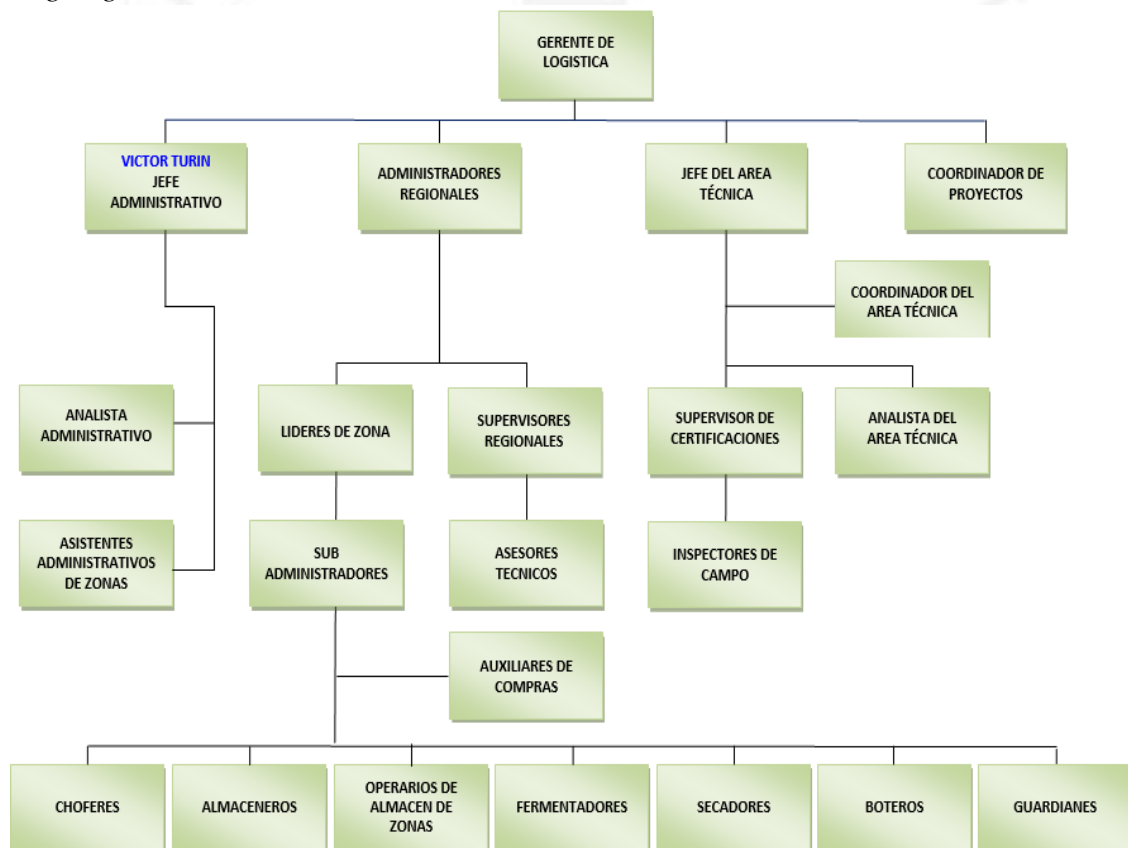 GERENTE DE
LOGISTICA
VICTOR TURIN
JEFE
ADMINISTRATIVO
ADMINISTRADORES
REGIONALES
JEFE DEL AREA
TÉCNICA
COORDINADOR DE
PROYECTOS
COORDINADOR DEL
AREA TÉCNICA
ANALISTA
ADMINISTRATIVO
LIDERES DE ZONA
SUPERVISORES
REGIONALES
SUPERVISOR DE
CERTIFICACIONES
ANALISTA DEL
AREA TÉCNICA
ASISTENTES
ADMINISTRATIVOS
DE ZONAS
SUB
ADMINISTRADORES
ASESORES
TECNICOS
INSPECTORES DE
CAMPO
AUXILIARES DE
COMPRAS
CHOFERES
ALMACENEROS
OPERARIOS DE
ALMACEN DE
ZONAS
FERMENTADORES
SECADORES
BOTEROS
GUARDIANES